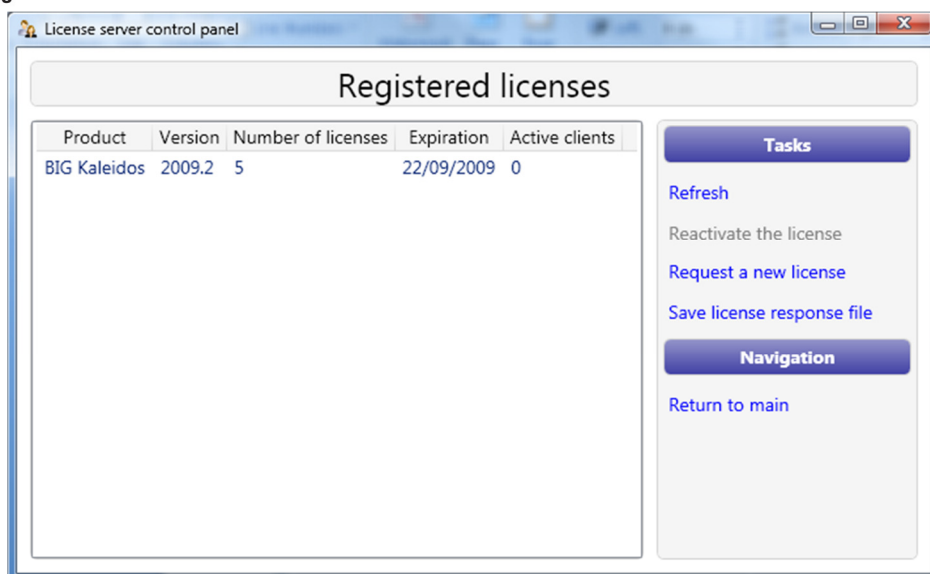 License server control panel
Registered licenses
Product Version Number of licenses Expiration Active clients
BIG Kaleidos 2009.2 5 22/09/2009 0
Tasks
Refresh
Reactivate the license
Request a new license
Save license response file
Navigation
Return to main